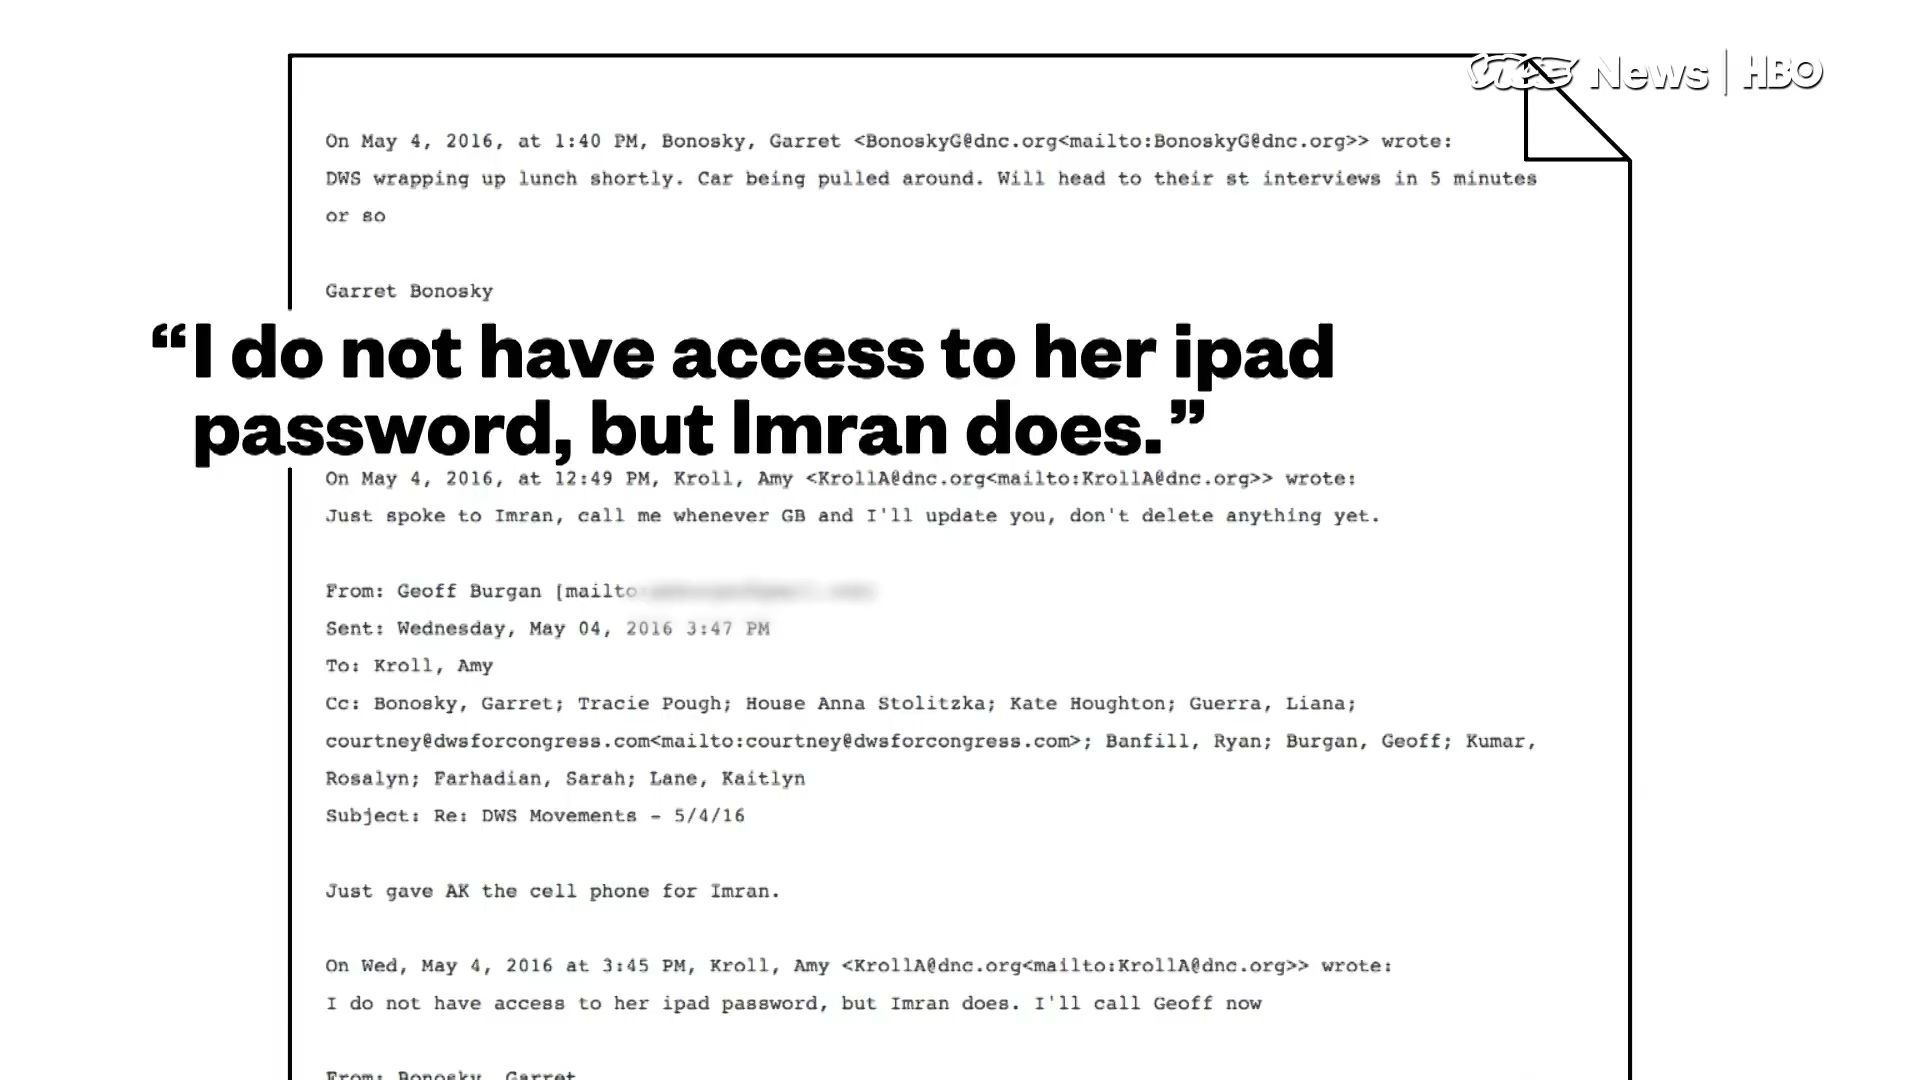 VICE News | HBO
On May 4, 2016, at 1:40 PM, Bonosky, Garret <BonoskyG@dnc.org<mailto:BonoskyG@dnc.org>> wrote:
DWS wrapping up lunch shortly. Car being pulled around. Will head to their st interviews in 5 minutes
or so
Garret Bonosky
“I do not have access to her ipad
password, but Imran does.”
On May 4, 2016, at 12:49 PM, Kroll, Amy <KrollA@dnc.org<mailto:KrollA@dnc.org>> wrote:
Just spoke to Imran, call me whenever GB and I'll update you, don't delete anything yet.
From: Geoff Burgan [mailto
Sent: Wednesday, May 04, 2016 3:47 PM
To: Kroll, Amy
Cc: Bonosky, Garret; Tracie Pough; House Anna Stolitzka; Kate Houghton; Guerra, Liana;
courtney@dwsforcongress.com<mailto:courtney@dwsforcongress.com>; Banfill, Ryan; Burgan, Geoff; Kumar,
Rosalyn; Farhadian, Sarah; Lane, Kaitlyn
Subject: Re: DWS Movements - 5/4/16
Just gave AK the cell phone for Imran.
On Wed, May 4, 2016 at 3:45 PM, Kroll, Amy <KrollA@dnc.org<mailto:KrollA@dnc.org>> wrote:
I do not have access to her ipad password, but Imran does. I'll call Geoff now
From: Bonosky, Garret